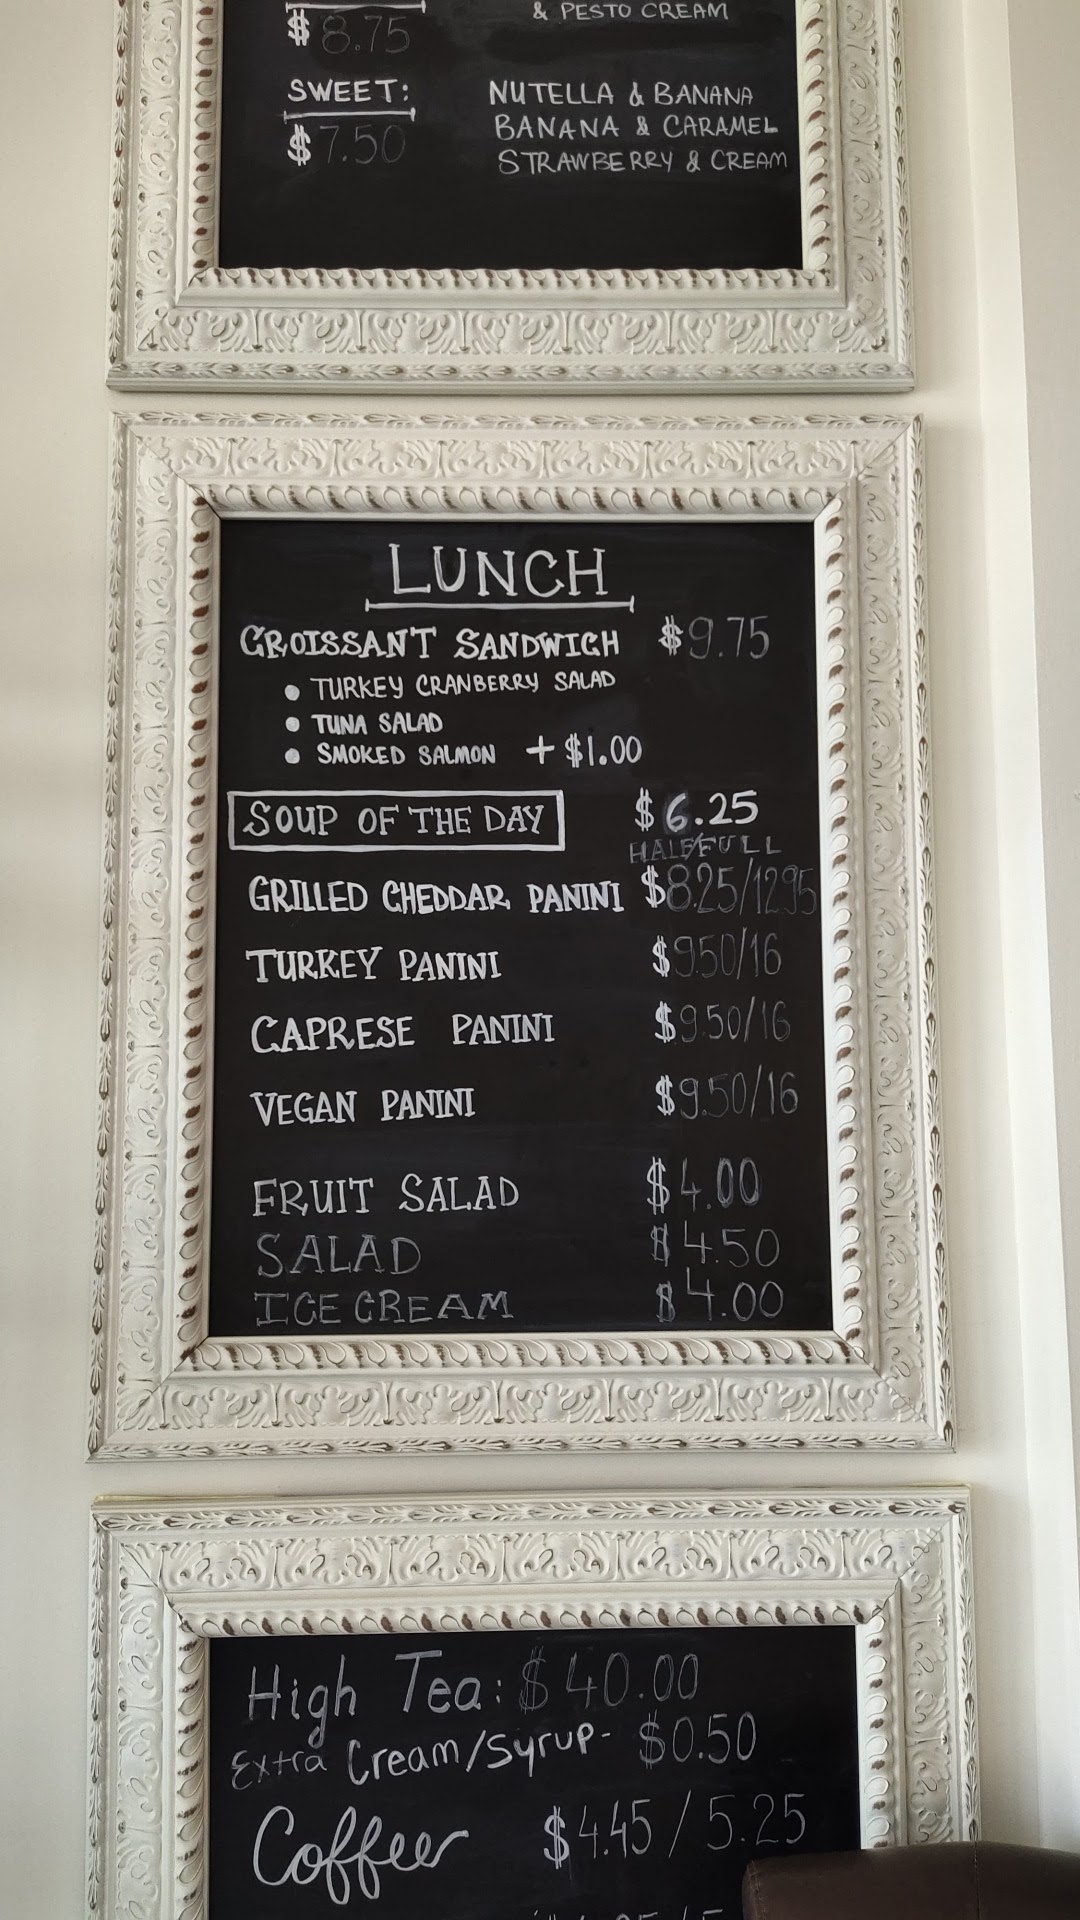 & PESTO CREAM
$8.75
SWEET: NUTELLA & BANANA
$7.50 BANANA & CARAMEL
STRAWBERRY & CREAM
LUNCH
CROISSANT SANDWICH $9.75
• TURKEY CRANBERRY SALAD
• TUNA SALAD
• SMOKED SALMON + $1.00
SOUP OF THE DAY $6.25
HALF/FULL
GRILLED CHEDDAR PANINI $8.25/12.95
TURKEY PANINI $9.50/16
CAPRESE PANINI $9.50/16
VEGAN PANINI $9.50/16
FRUIT SALAD $4.00
SALAD $4.50
ICE CREAM $4.00
High Tea: $40.00
Extra Cream/Syrup- $0.50
Coffee $4.45/5.25